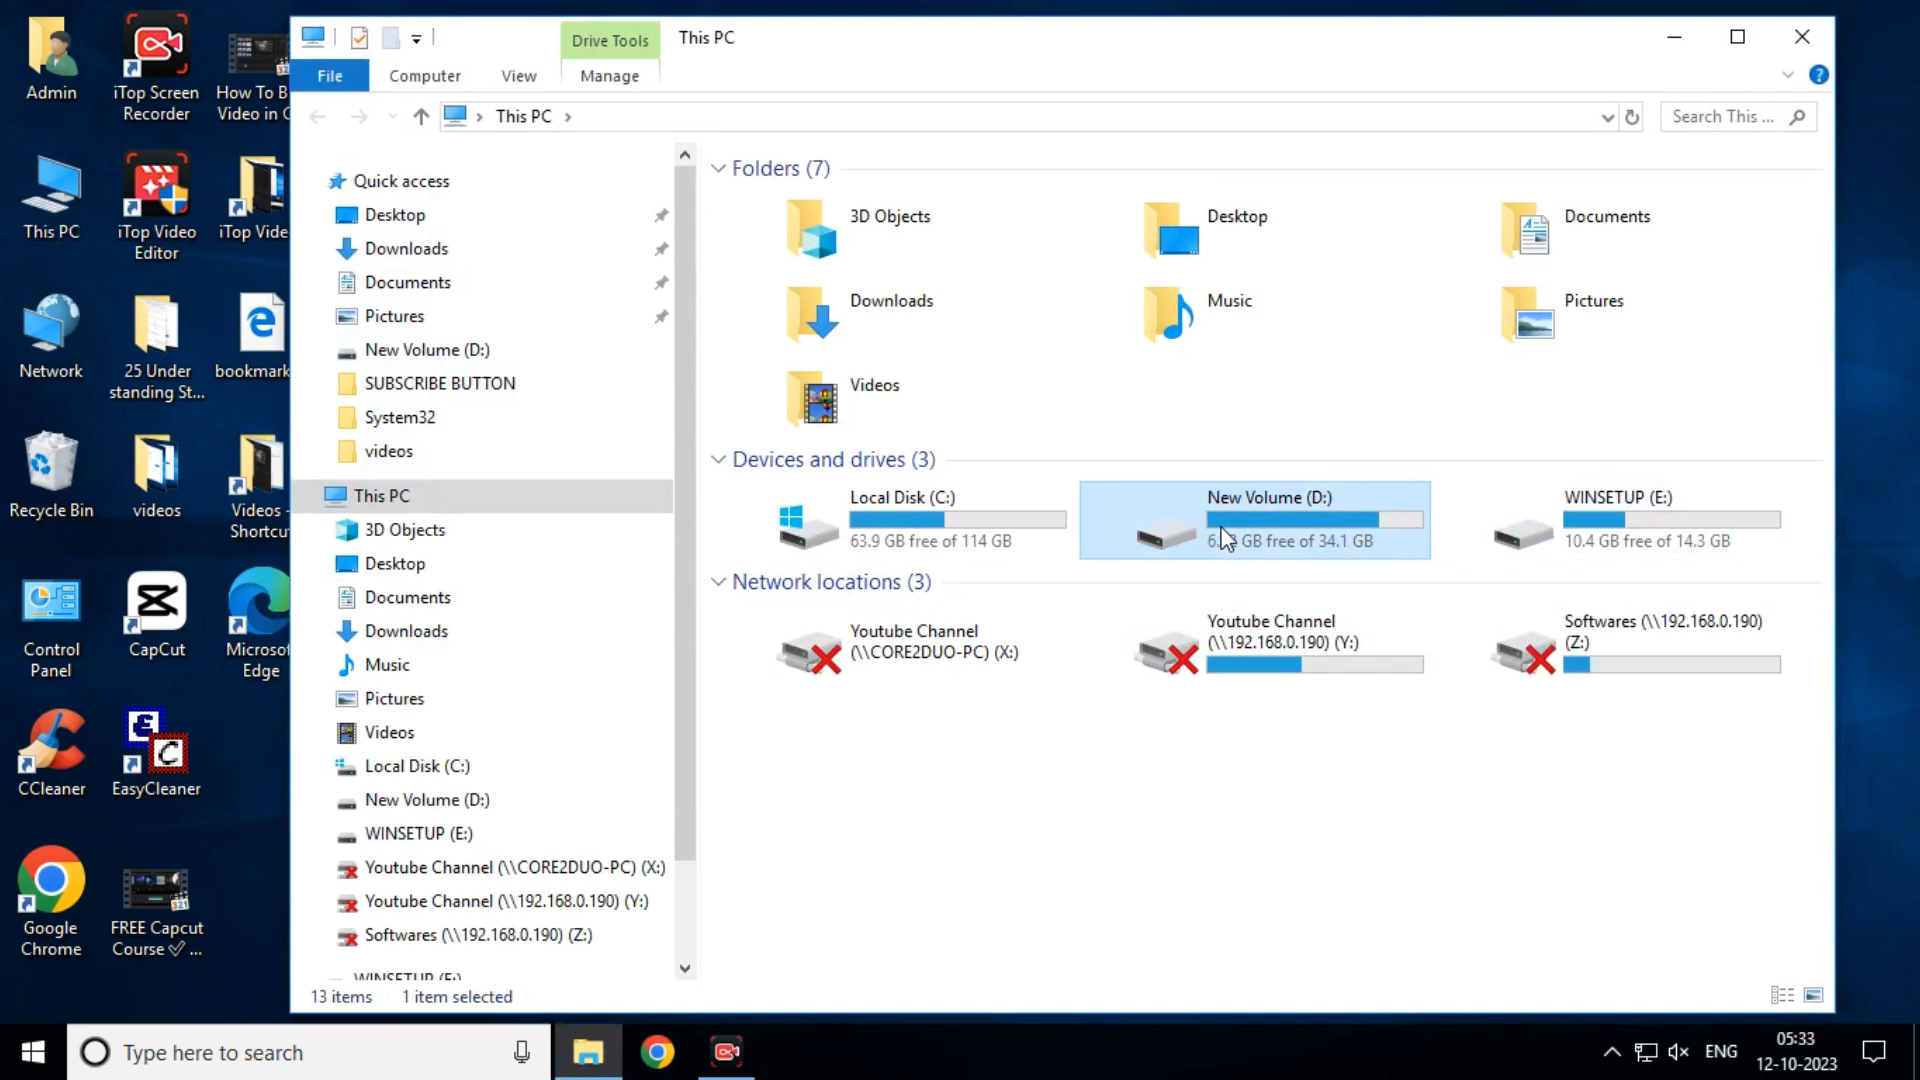 Admin
iTop Screen
Recorder
How To B
Video in C
This PC
iTop Video
Editor
iTop Vide
Network
25 Under
standing St...
bookmark
Recycle Bin
videos
Videos -
Shortcu
Control
Panel
CapCut
Microsof
Edge
CCleaner
EasyCleaner
Google
Chrome
FREE Capcut
Course ✓ ...
Drive Tools
This PC
File
Computer
View
Manage
This PC
Search This ...
Quick access
Desktop
Downloads
Documents
Pictures
New Volume (D:)
SUBSCRIBE BUTTON
System32
videos
This PC
3D Objects
Desktop
Documents
Downloads
Music
Pictures
Videos
Local Disk (C:)
New Volume (D:)
WINSETUP (E:)
Youtube Channel (\\CORE2DUO-PC) (X:)
Youtube Channel (\\192.168.0.190) (Y:)
Softwares (\\192.168.0.190) (Z:)
WINSETUP (E:)
Folders (7)
3D Objects
Desktop
Documents
Downloads
Music
Pictures
Videos
Devices and drives (3)
Local Disk (C:)
63.9 GB free of 114 GB
New Volume (D:)
GB free of 34.1 GB
WINSETUP (E:)
10.4 GB free of 14.3 GB
Network locations (3)
Youtube Channel
(\\CORE2DUO-PC) (X:)
Youtube Channel
(\\192.168.0.190) (Y:)
Softwares (\\192.168.0.190)
(Z:)
13 items
1 item selected
Type here to search
ENG
05:33
12-10-2023